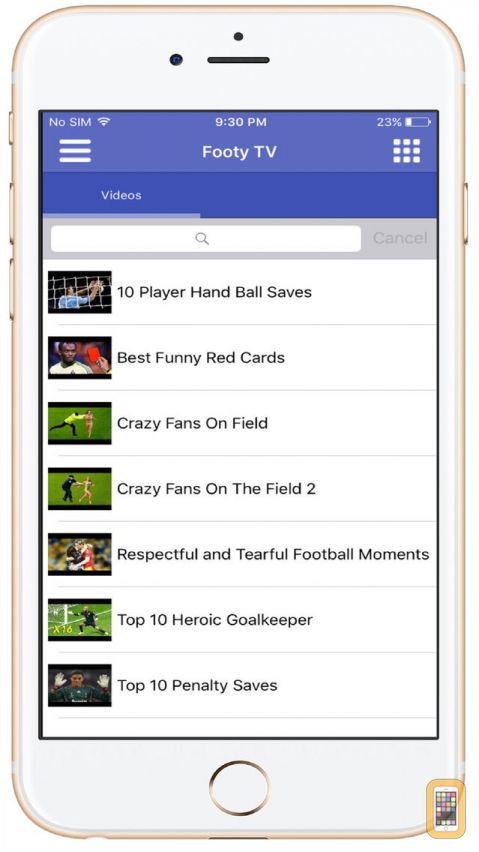 No SIM 9:30 PM 23%
Footy TV
Videos
Cancel
10 Player Hand Ball Saves
Best Funny Red Cards
Crazy Fans On Field
Crazy Fans On The Field 2
Respectful and Tearful Football Moments
X16
Top 10 Heroic Goalkeeper
Top 10 Penalty Saves